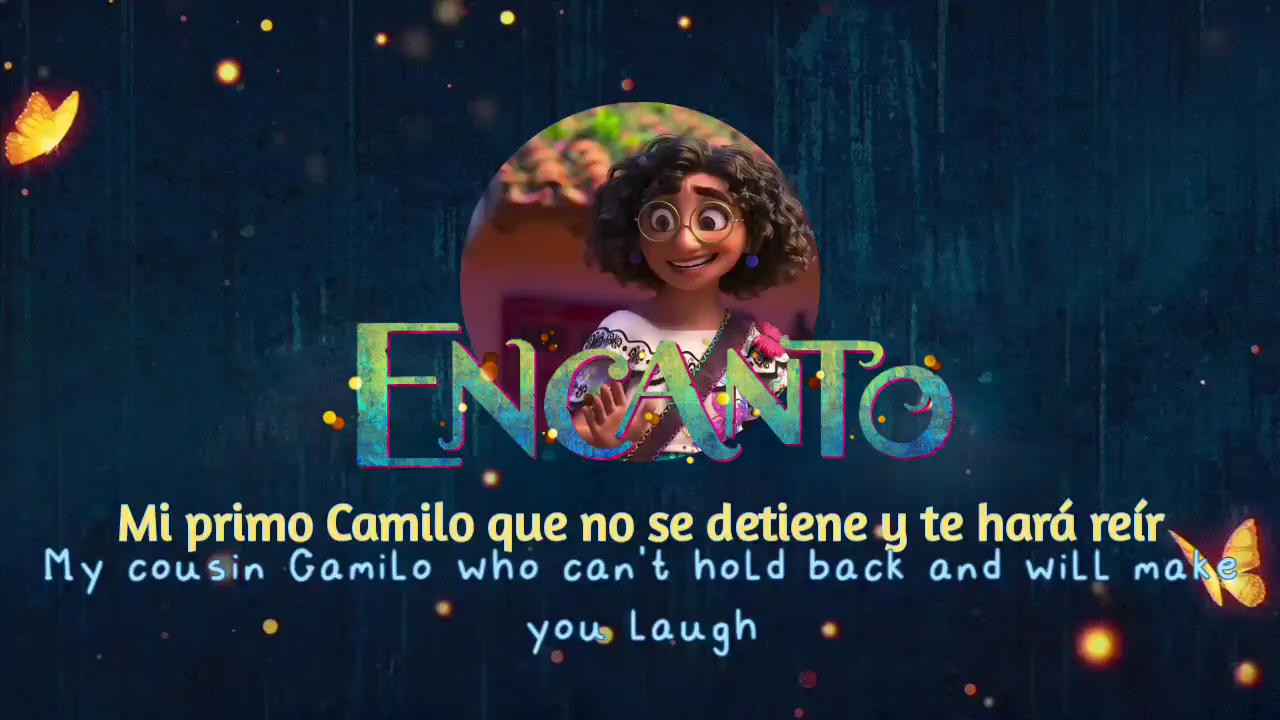 ENCANTO
Mi primo Camilo que no se detiene y te hará reír
My cousin Camilo who can't hold back and will make
you laugh